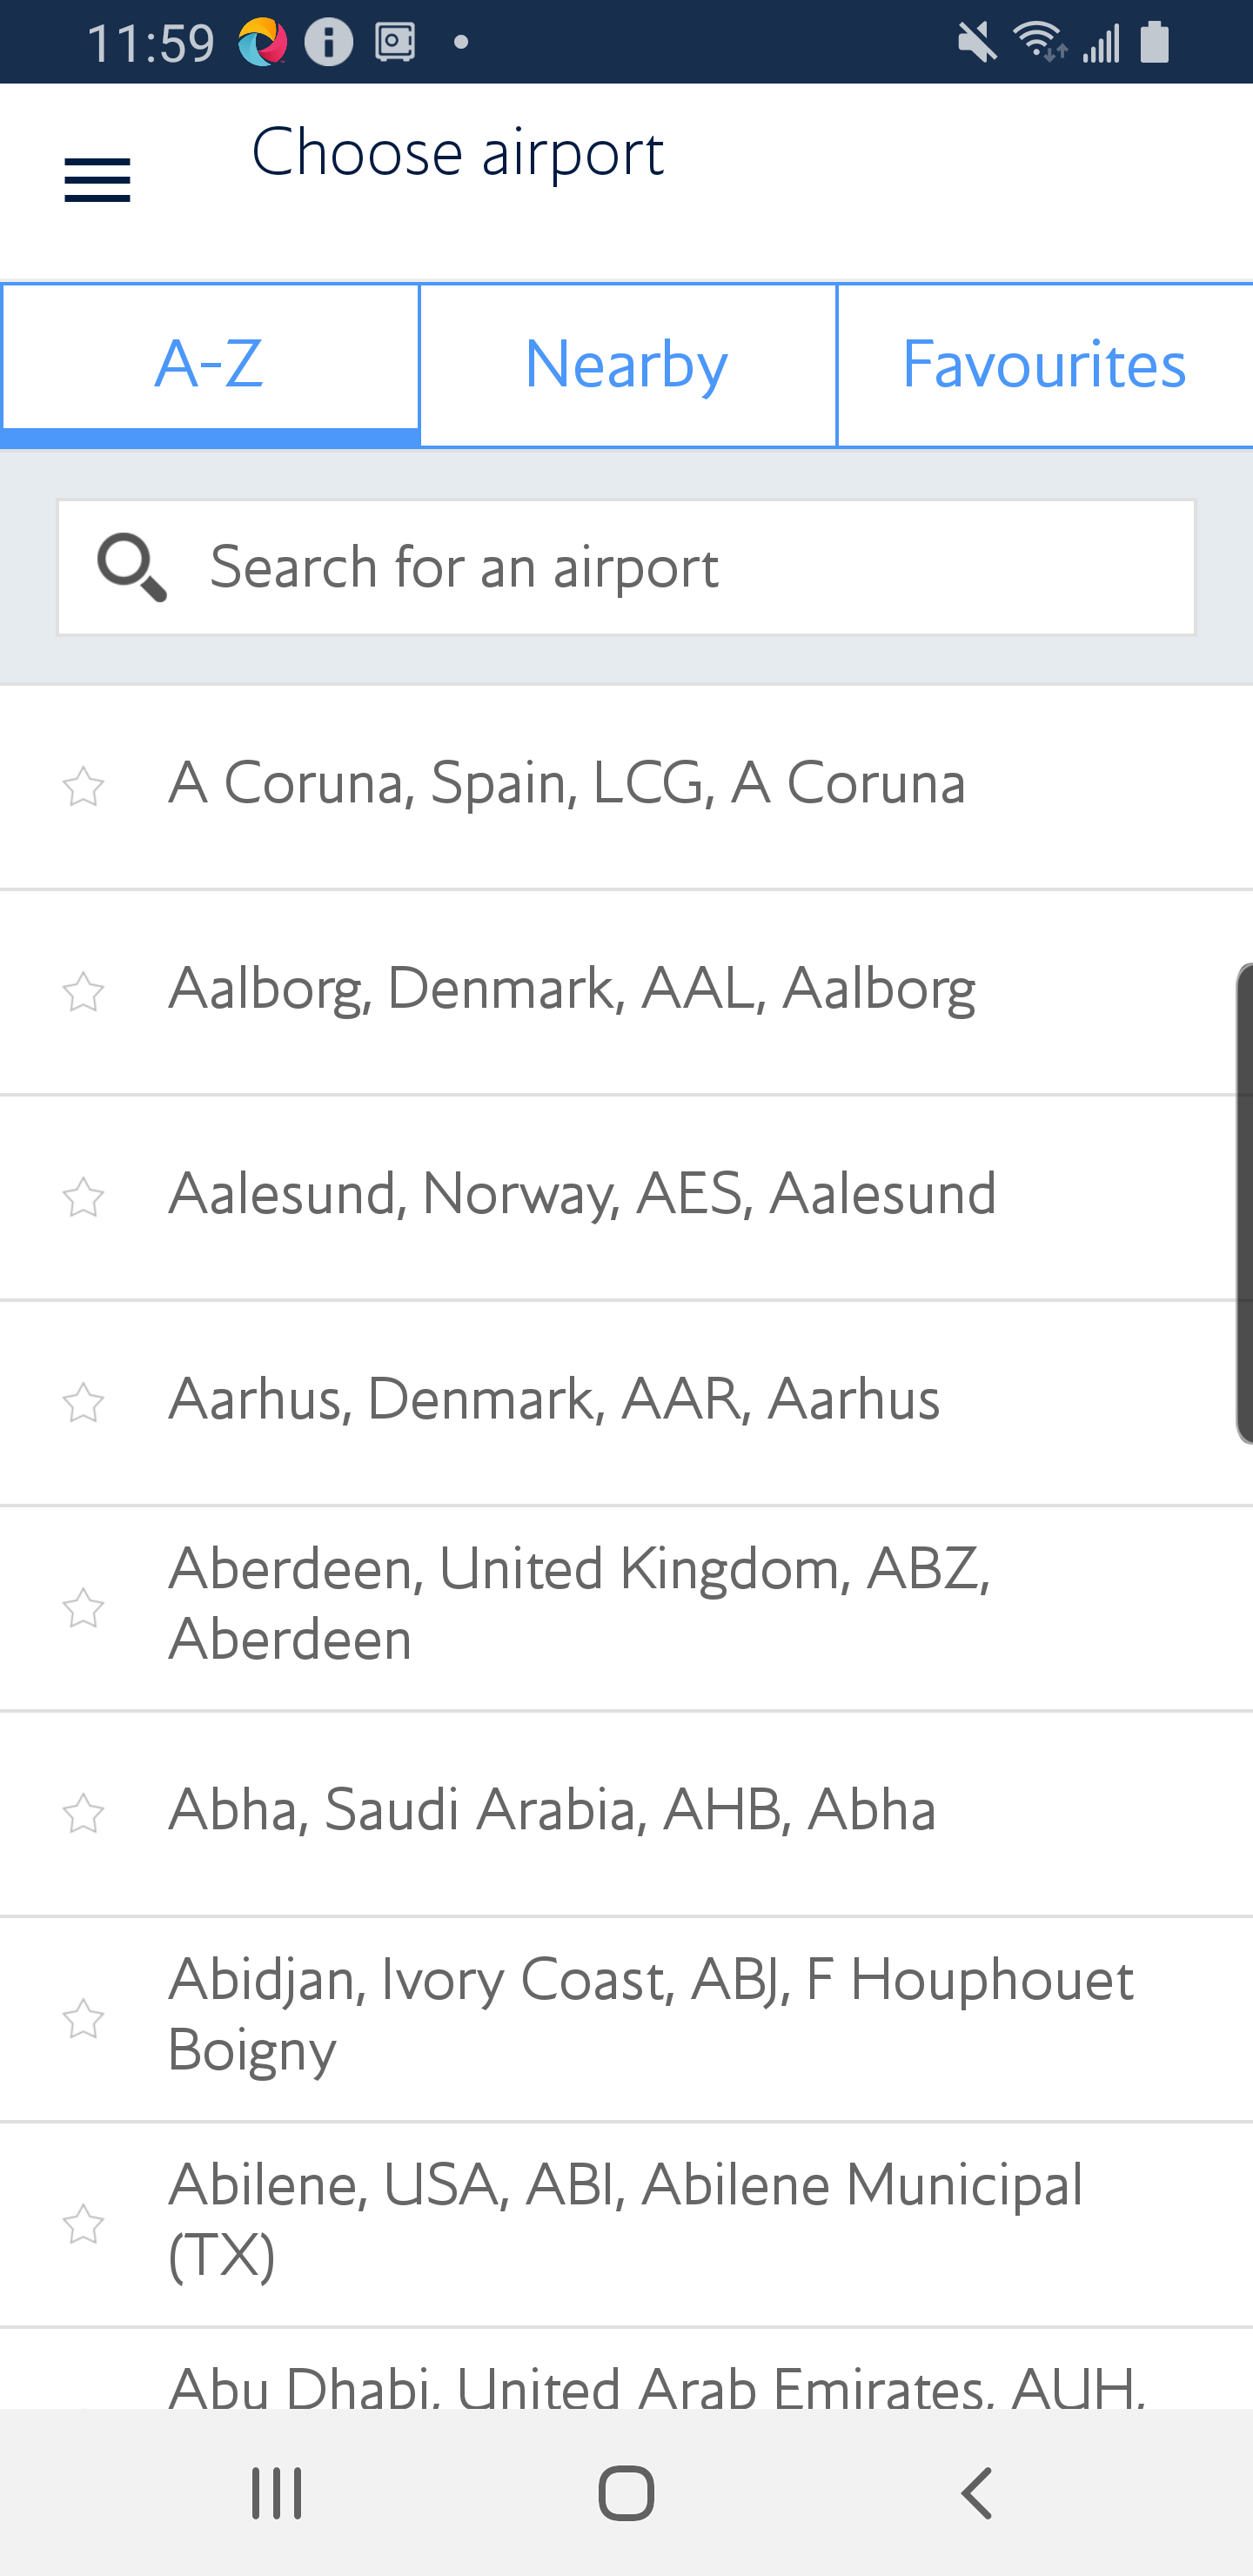 11:59
Choose airport
A-Z
Nearby
Favourites
Search for an airport
A Coruna, Spain, LCG, A Coruna
Aalborg, Denmark, AAL, Aalborg
Aalesund, Norway, AES, Aalesund
Aarhus, Denmark, AAR, Aarhus
Aberdeen, United Kingdom, ABZ,
Aberdeen
Abha, Saudi Arabia, AHB, Abha
Abidjan, Ivory Coast, ABJ, F Houphouet
Boigny
Abilene, USA, ABI, Abilene Municipal
(TX)
Abu Dhabi, United Arab Emirates, AUH,